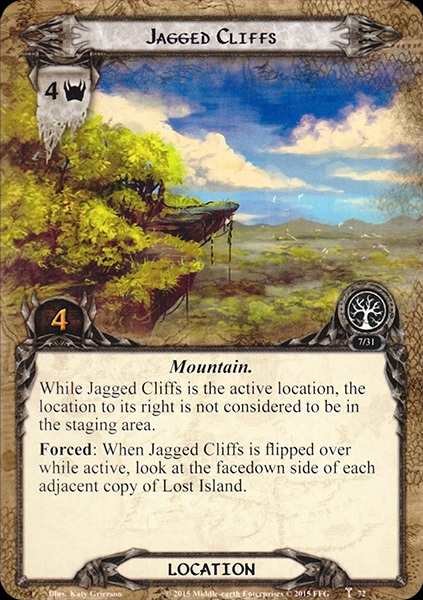 Jagged Cliffs
4
4
7/31
Mountain.
While Jagged Cliffs is the active location, the
location to its right is not considered to be in
the staging area.
Forced: When Jagged Cliffs is flipped over
while active, look at the facedown side of each
adjacent copy of Lost Island.
LOCATION
Illus. Katy Grierson © 2015 Middle-earth Enterprises © 2015 FFG 72